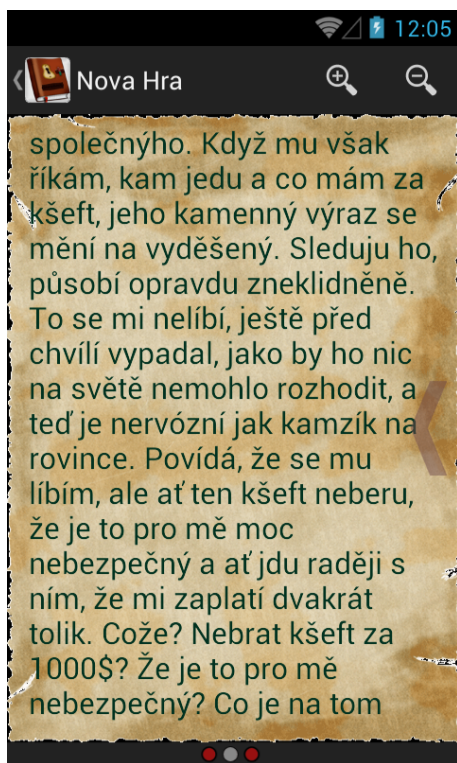 12:05
Nova Hra
společnýho. Když mu však
říkám, kam jedu a co mám za
kšeft, jeho kamenný výraz se
mění na vyděšený. Sleduju ho,
působí opravdu zneklidněně.
To se mi nelíbí, ještě před
chvílí vypadal, jako by ho nic
na světě nemohlo rozhodit, a
teď je nervózní jak kamzík na
rovince. Povídá, že se mu
líbím, ale ať ten kšeft neberu,
že je to pro mě moc
nebezpečný a ať jdu raději s
ním, že mi zaplatí dvakrát
tolik. Cože? Nebrat kšeft za
1000$? Že je to pro mě
nebezpečný? Co je na tom